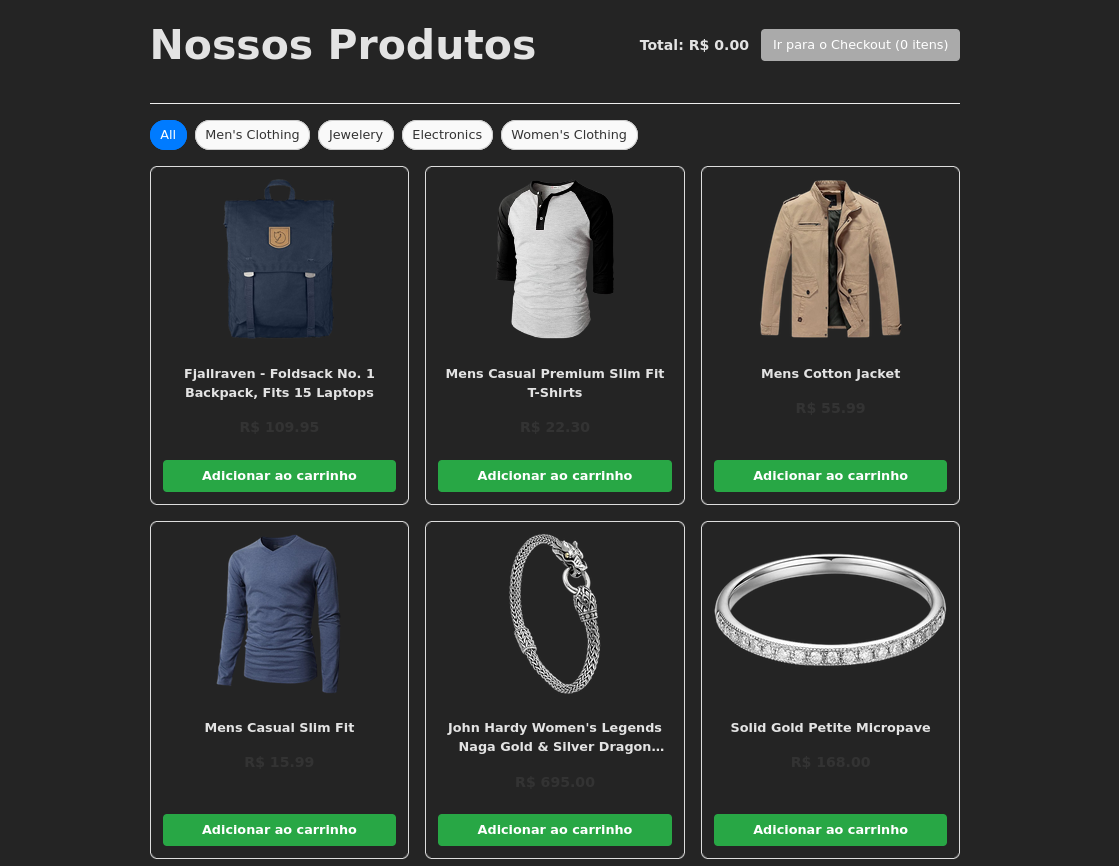 Nossos Produtos
Total: R$ 0.00
Ir para o Checkout (0 itens)
All
Men's Clothing
Jewelery
Electronics
Women's Clothing
Fjallraven - Foldsack No. 1
Backpack, Fits 15 Laptops
R$ 109.95
Adicionar ao carrinho
Mens Casual Premium Slim Fit
T-Shirts
R$ 22.30
Adicionar ao carrinho
Mens Cotton Jacket
R$ 55.99
Adicionar ao carrinho
Mens Casual Slim Fit
R$ 15.99
Adicionar ao carrinho
John Hardy Women's Legends
Naga Gold & Silver Dragon…
R$ 695.00
Adicionar ao carrinho
Solid Gold Petite Micropave
R$ 168.00
Adicionar ao carrinho